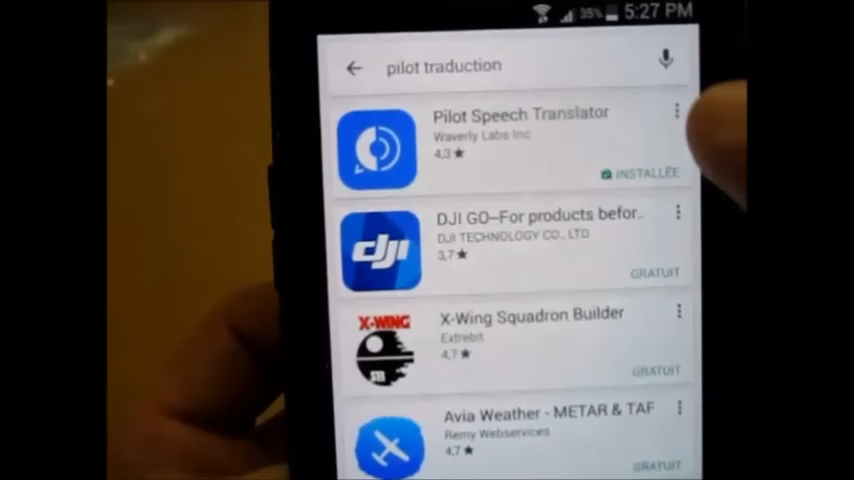 35% 5:27 PM
pilot traduction
Pilot Speech Translator
Waverly Labs Inc
4,3★
INSTALLÉE
DJI GO–For products befor..
DJI TECHNOLOGY CO., LTD
3,7★
GRATUIT
dji
X-Wing Squadron Builder
Extrebit
4,7★
GRATUIT
X-WING
SB
Avia Weather - METAR & TAF
Remy Webservices
4,7★
GRATUIT